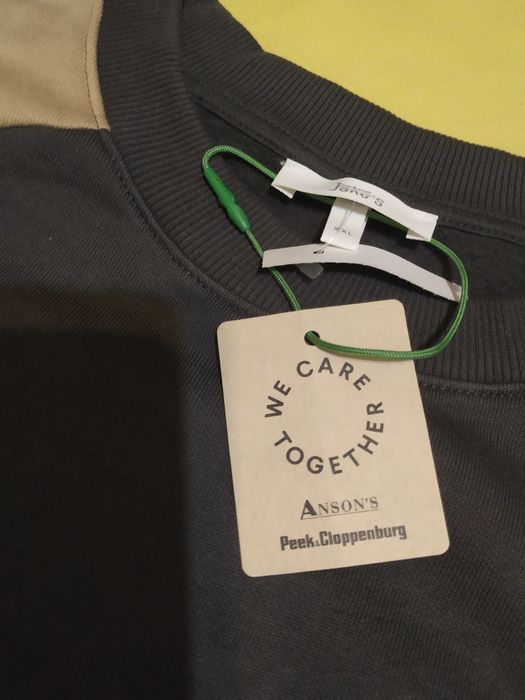 Jake*s
XXL
WE CARE
TOGETHER
ANSON'S
Peek&Cloppenburg